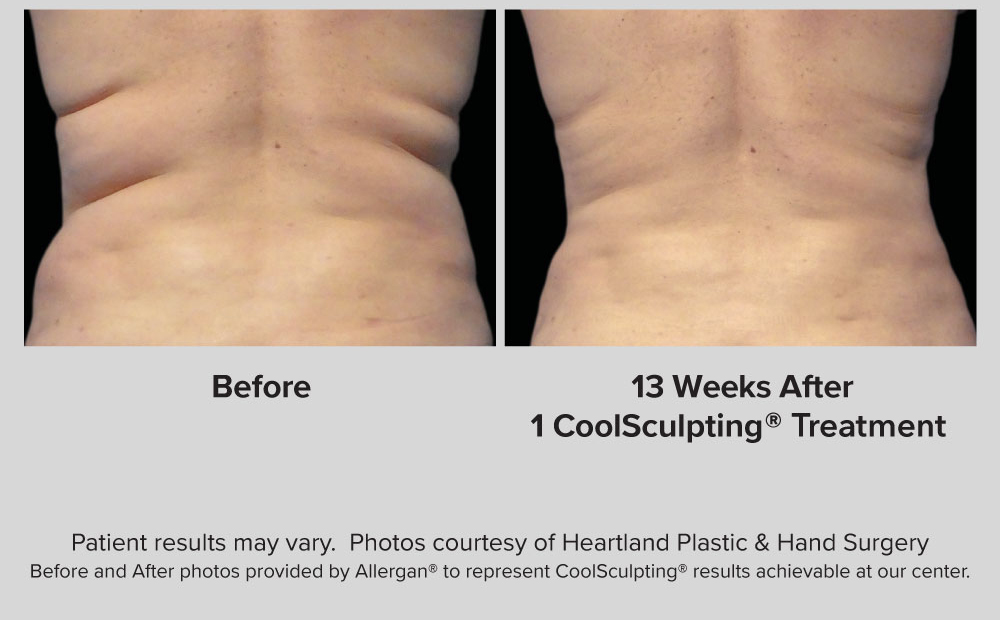 Before
13 Weeks After
1 CoolSculpting® Treatment
Patient results may vary.  Photos courtesy of Heartland Plastic & Hand Surgery
Before and After photos provided by Allergan® to represent CoolSculpting® results achievable at our center.